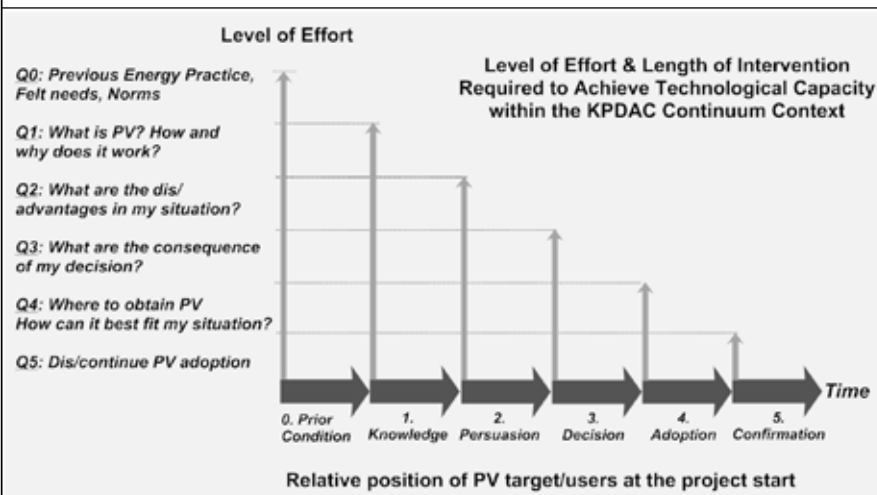 Level of Effort
Level of Effort & Length of Intervention
Required to Achieve Technological Capacity
within the KPDAC Continuum Context
Q0: Previous Energy Practice,
Felt needs, Norms
Q1: What is PV? How and
why does it work?
Q2: What are the dis/
advantages in my situation?
Q3: What are the consequence
of my decision?
Q4: Where to obtain PV
How can it best fit my situation?
Q5: Dis/continue PV adoption
Time
0. Prior
Condition
1.
Knowledge
2.
Persuasion
3.
Decision
4.
Adoption
5.
Confirmation
Relative position of PV target/users at the project start